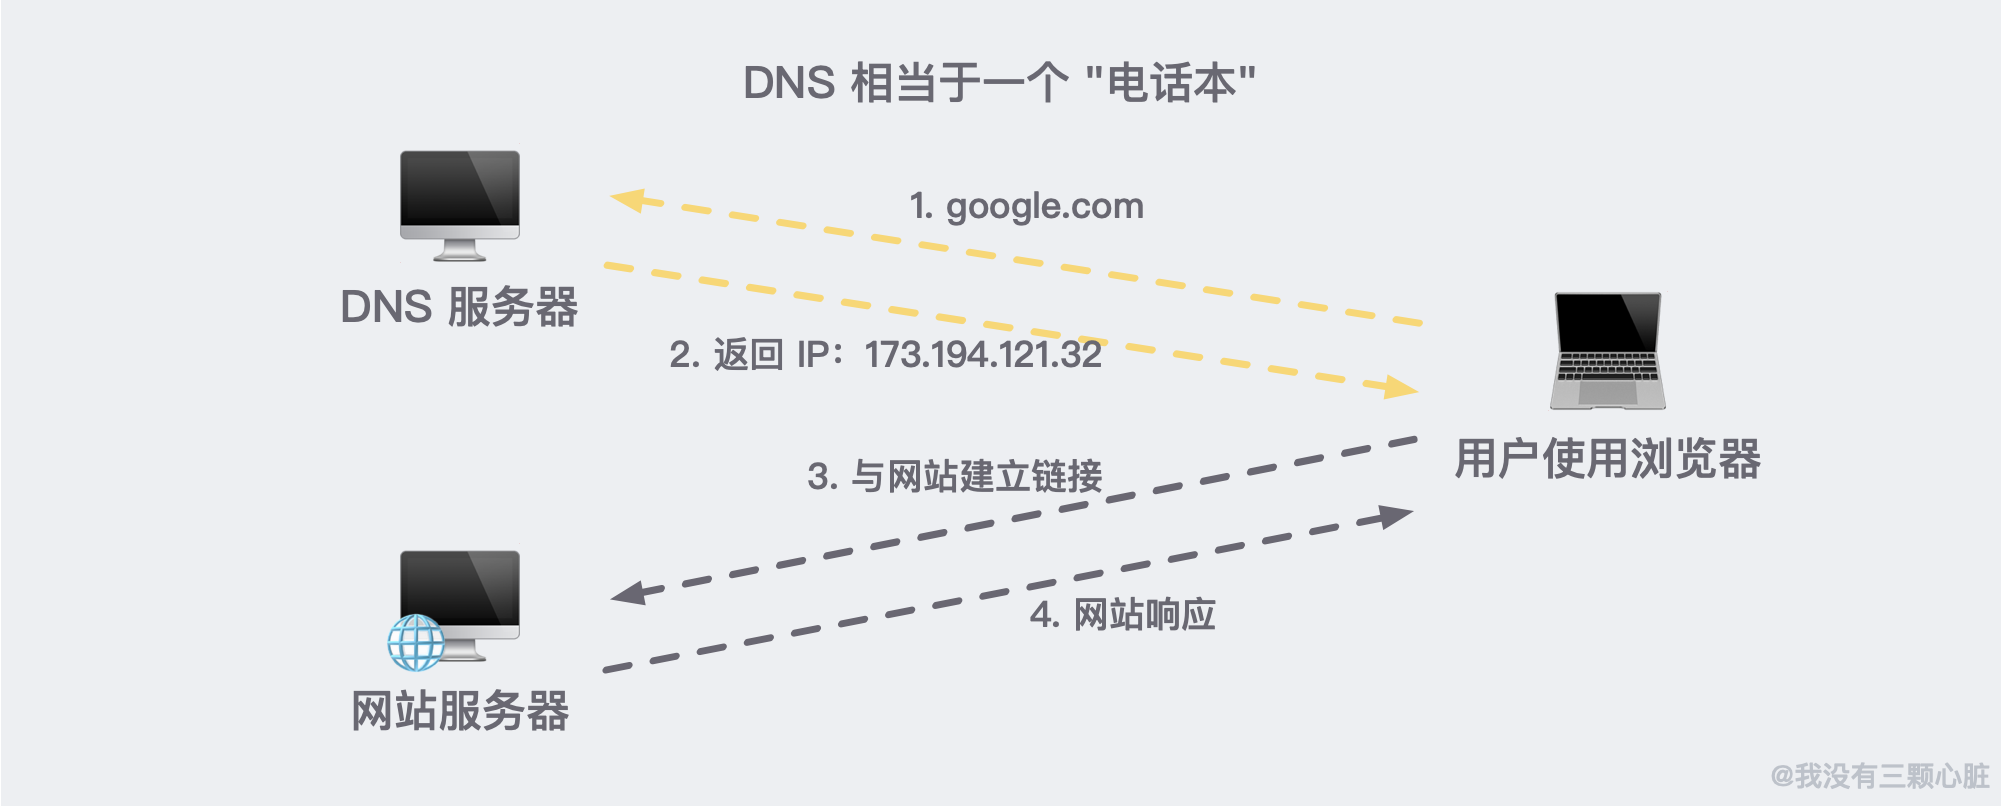 DNS 相当于一个 "电话本"
1. google.com
DNS 服务器
2. 返回 IP：173.194.121.32
用户使用浏览器
3. 与网站建立链接
4. 网站响应
网站服务器
@我没有三颗心脏